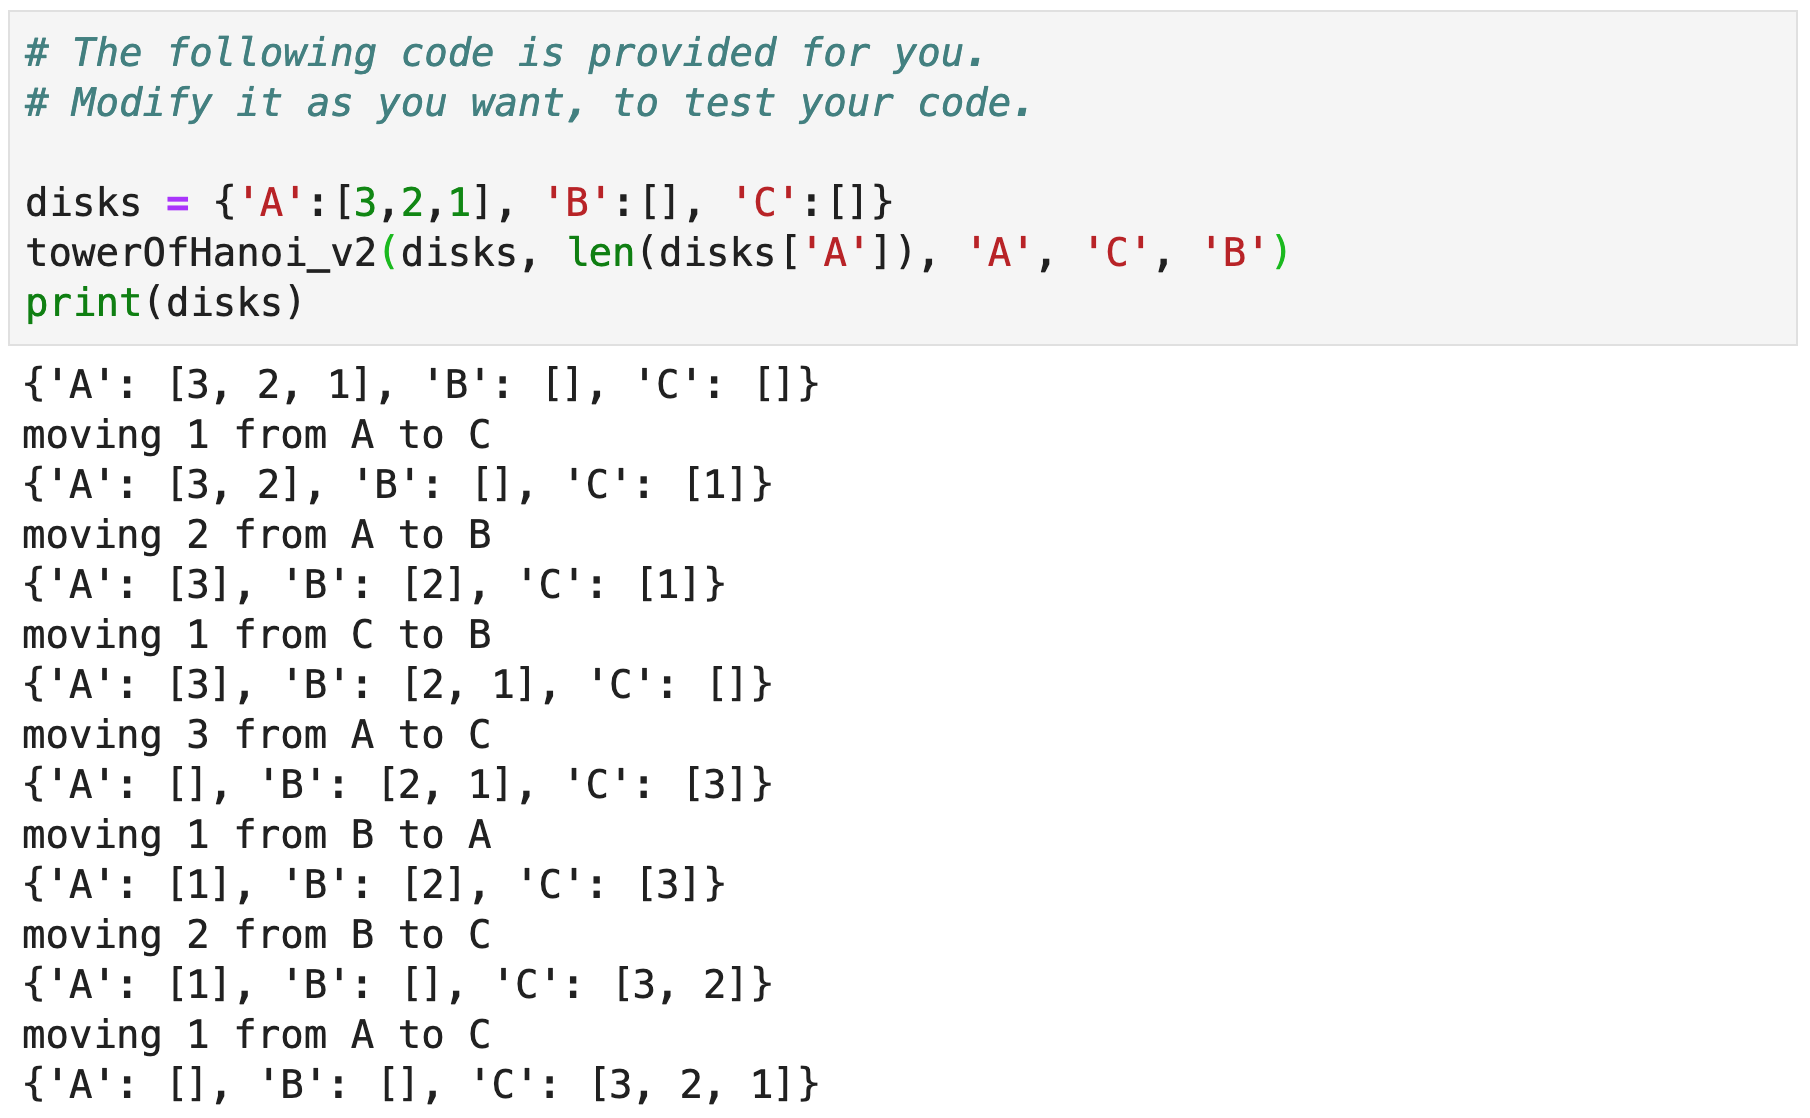 # The following code is provided for you.
# Modify it as you want, to test your code.
disks = {'A':[3,2,1], 'B':[], 'C':[]}
towerOfHanoi_v2(disks, len(disks['A']), 'A', 'C', 'B')
print(disks)
{'A': [3, 2, 1], 'B': [], 'C': []}
moving 1 from A to C
{'A': [3, 2], 'B': [], 'C': [1]}
moving 2 from A to B
{'A': [3], 'B': [2], 'C': [1]}
moving 1 from C to B
{'A': [3], 'B': [2, 1], 'C': []}
moving 3 from A to C
{'A': [], 'B': [2, 1], 'C': [3]}
moving 1 from B to A
{'A': [1], 'B': [2], 'C': [3]}
moving 2 from B to C
{'A': [1], 'B': [], 'C': [3, 2]}
moving 1 from A to C
{'A': [], 'B': [], 'C': [3, 2, 1]}